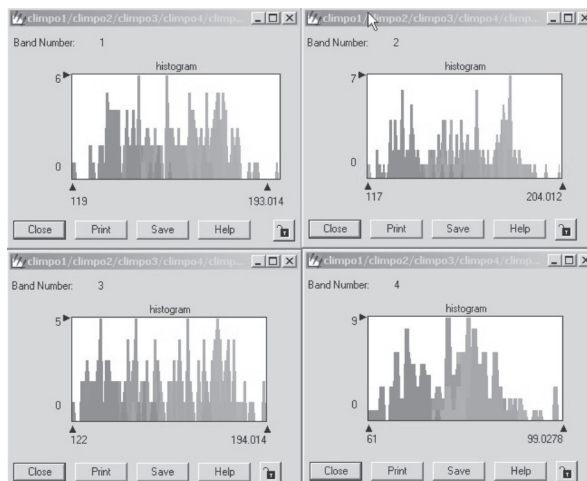 climpo1/climpo2/climpo3/climpo4/climp...
Band Number: 1
histogram
6
0
119 193.014
Close Print Save Help
climpo1/climpo2/climpo3/climpo4/climpo...
Band Number: 2
histogram
7
0
117 204.012
Close Print Save Help
climpo1/climpo2/climpo3/climpo4/climp...
Band Number: 3
histogram
5
0
122 194.014
Close Print Save Help
climpo1/climpo2/climpo3/climpo4/climpo...
Band Number: 4
histogram
9
0
61 99.0278
Close Print Save Help